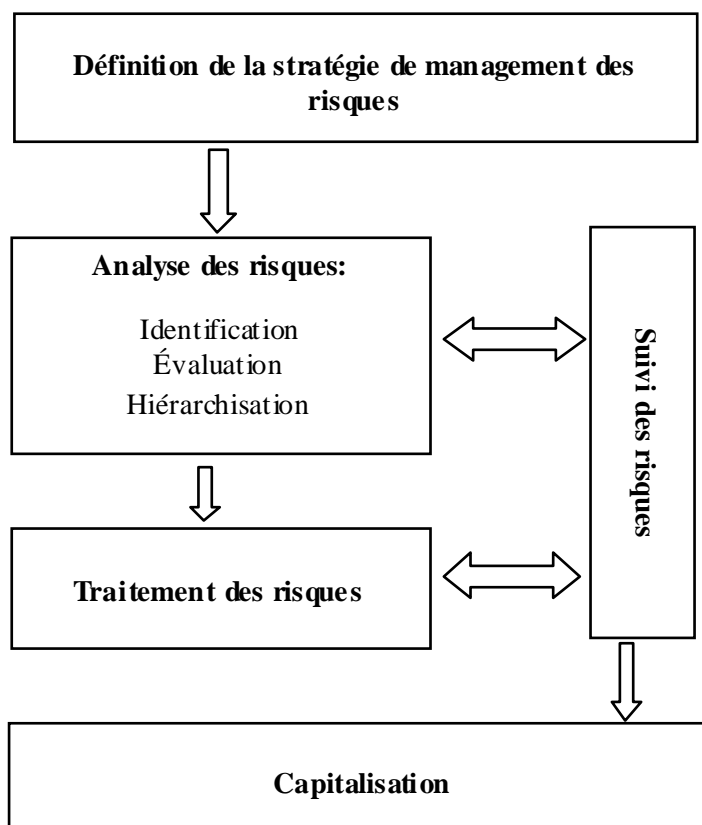 Définition de la stratégie de management des
risques
Analyse des risques:
Identification
Évaluation
Hiérarchisation
Suivi des risques
Traitement des risques
Capitalisation